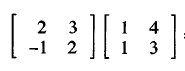 [ 2 3 ] [ 1 4 ]
[ -1 2 ] [ 1 3 ],